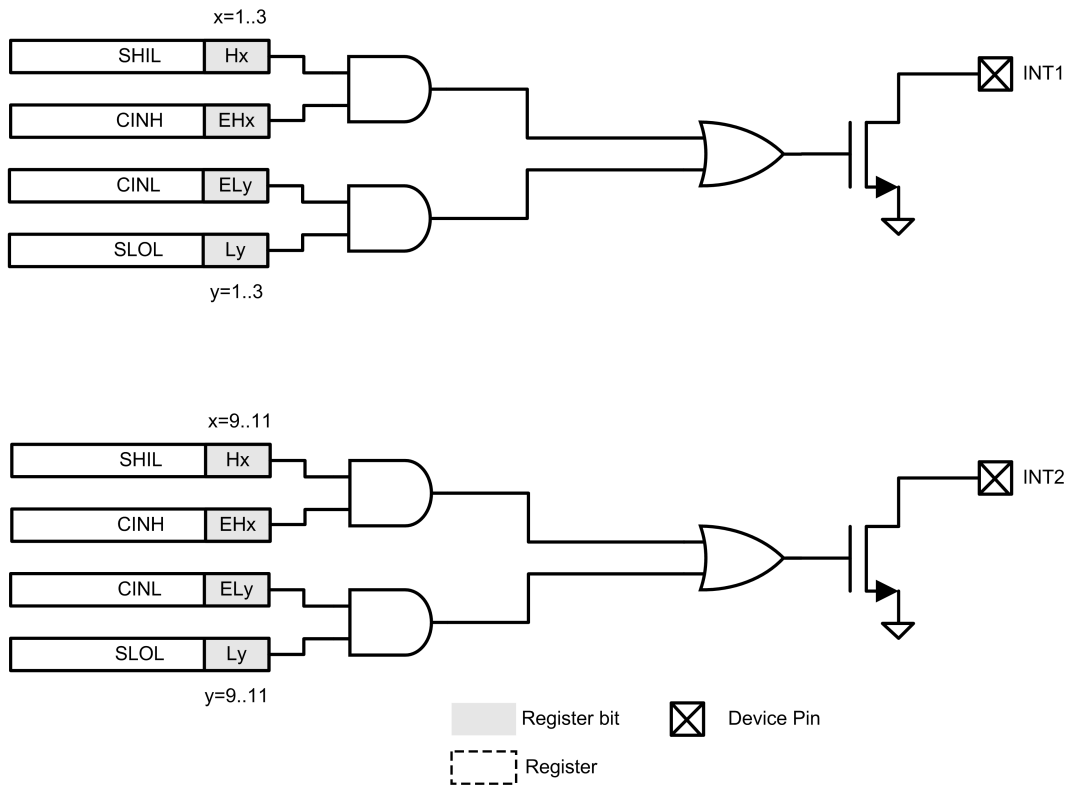 x=1..3
SHIL Hx
INT1
CINH EHx
CINL ELy
SLOL Ly
y=1..3
x=9..11
SHIL Hx
INT2
CINH EHx
CINL ELy
SLOL Ly
y=9..11
Register bit
Device Pin
Register